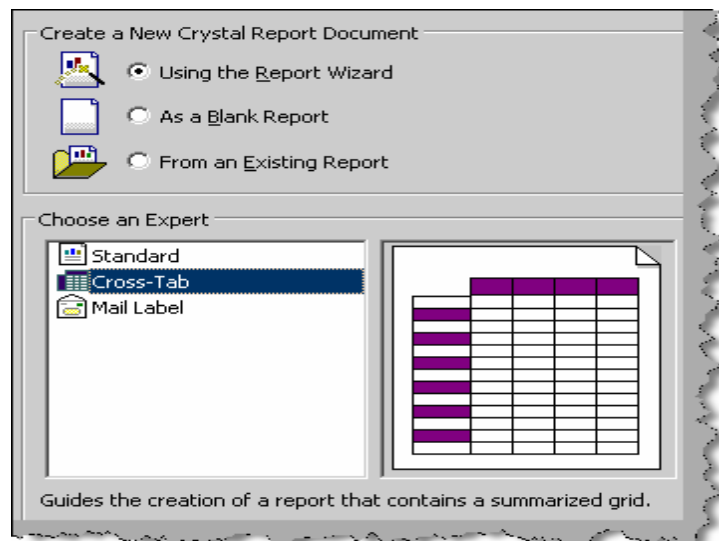 Create a New Crystal Report Document
Using the Report Wizard
As a Blank Report
From an Existing Report
Choose an Expert
Standard
Cross-Tab
Mail Label
Guides the creation of a report that contains a summarized grid.